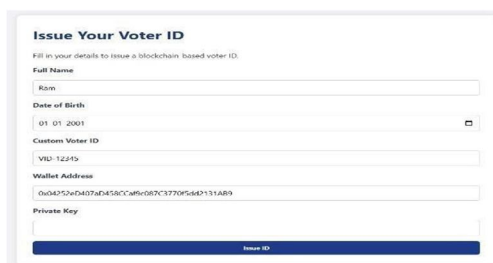 Issue Your Voter ID
Fill in your details to issue a blockchain based voter ID.
Full Name
Ram
Date of Birth
01 01 2001
Custom Voter ID
VID-12345
Wallet Address
Private Key
Issue ID